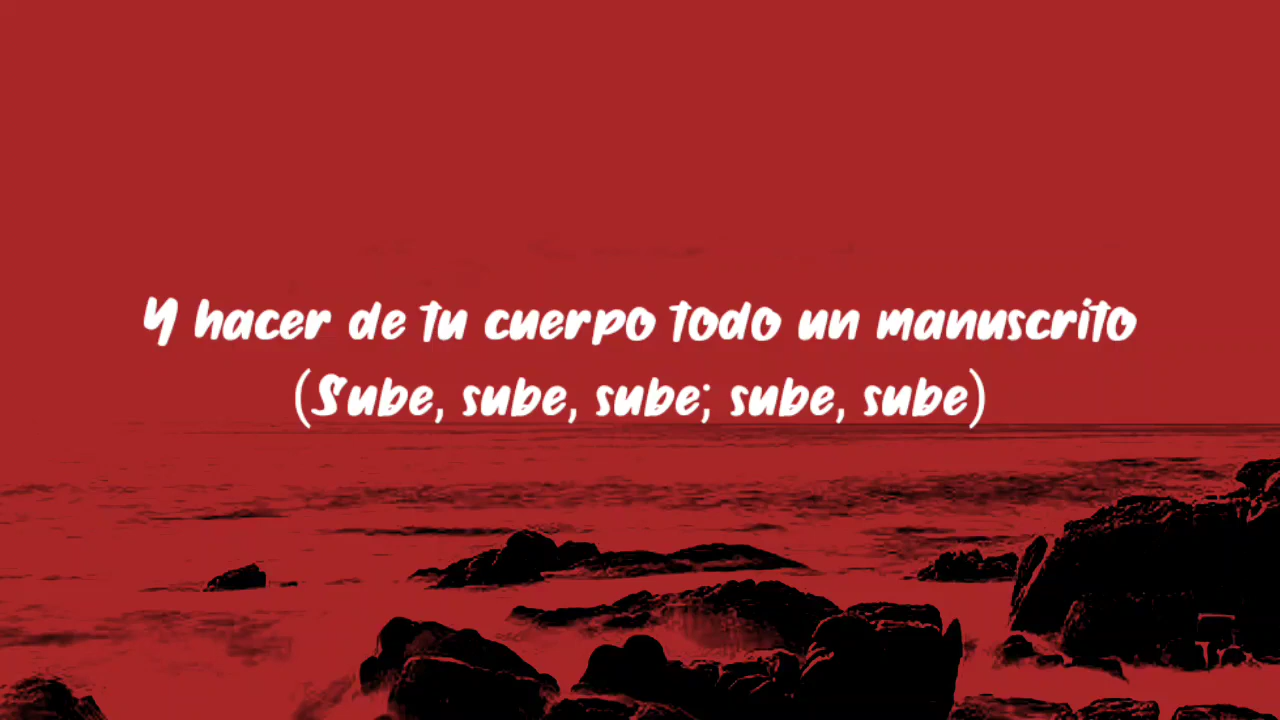 Y hacer de tu cuerpo todo un manuscrito
(Sube, sube, sube; sube, sube)